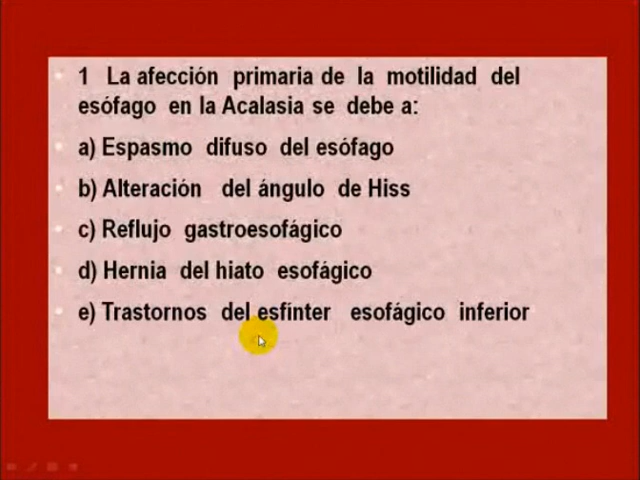 1 La afección primaria de la motilidad del
esófago en la Acalasia se debe a:
a) Espasmo difuso del esófago
b) Alteración del ángulo de Hiss
c) Reflujo gastroesofágico
d) Hernia del hiato esofágico
e) Trastornos del esfínter esofágico inferior